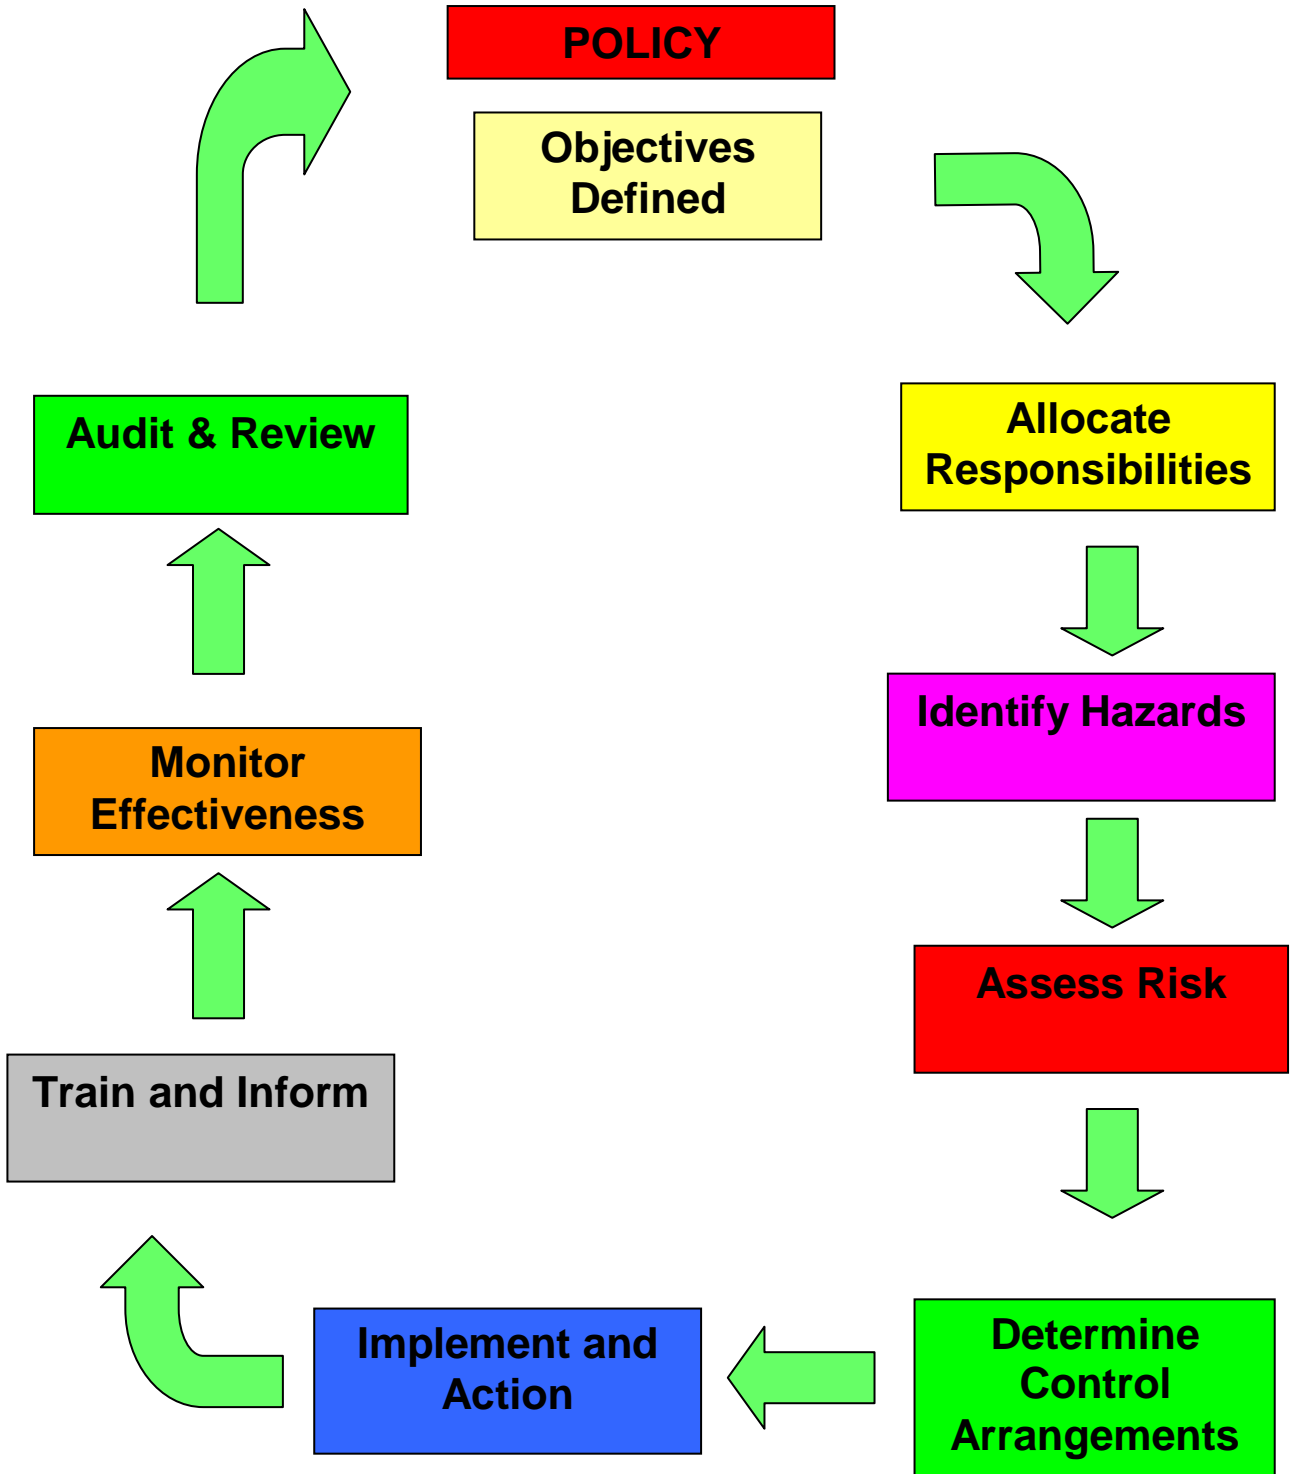 POLICY
Objectives
Defined
Allocate
Responsibilities
Identify Hazards
Assess Risk
Determine
Control
Arrangements
Implement and
Action
Train and Inform
Monitor
Effectiveness
Audit & Review